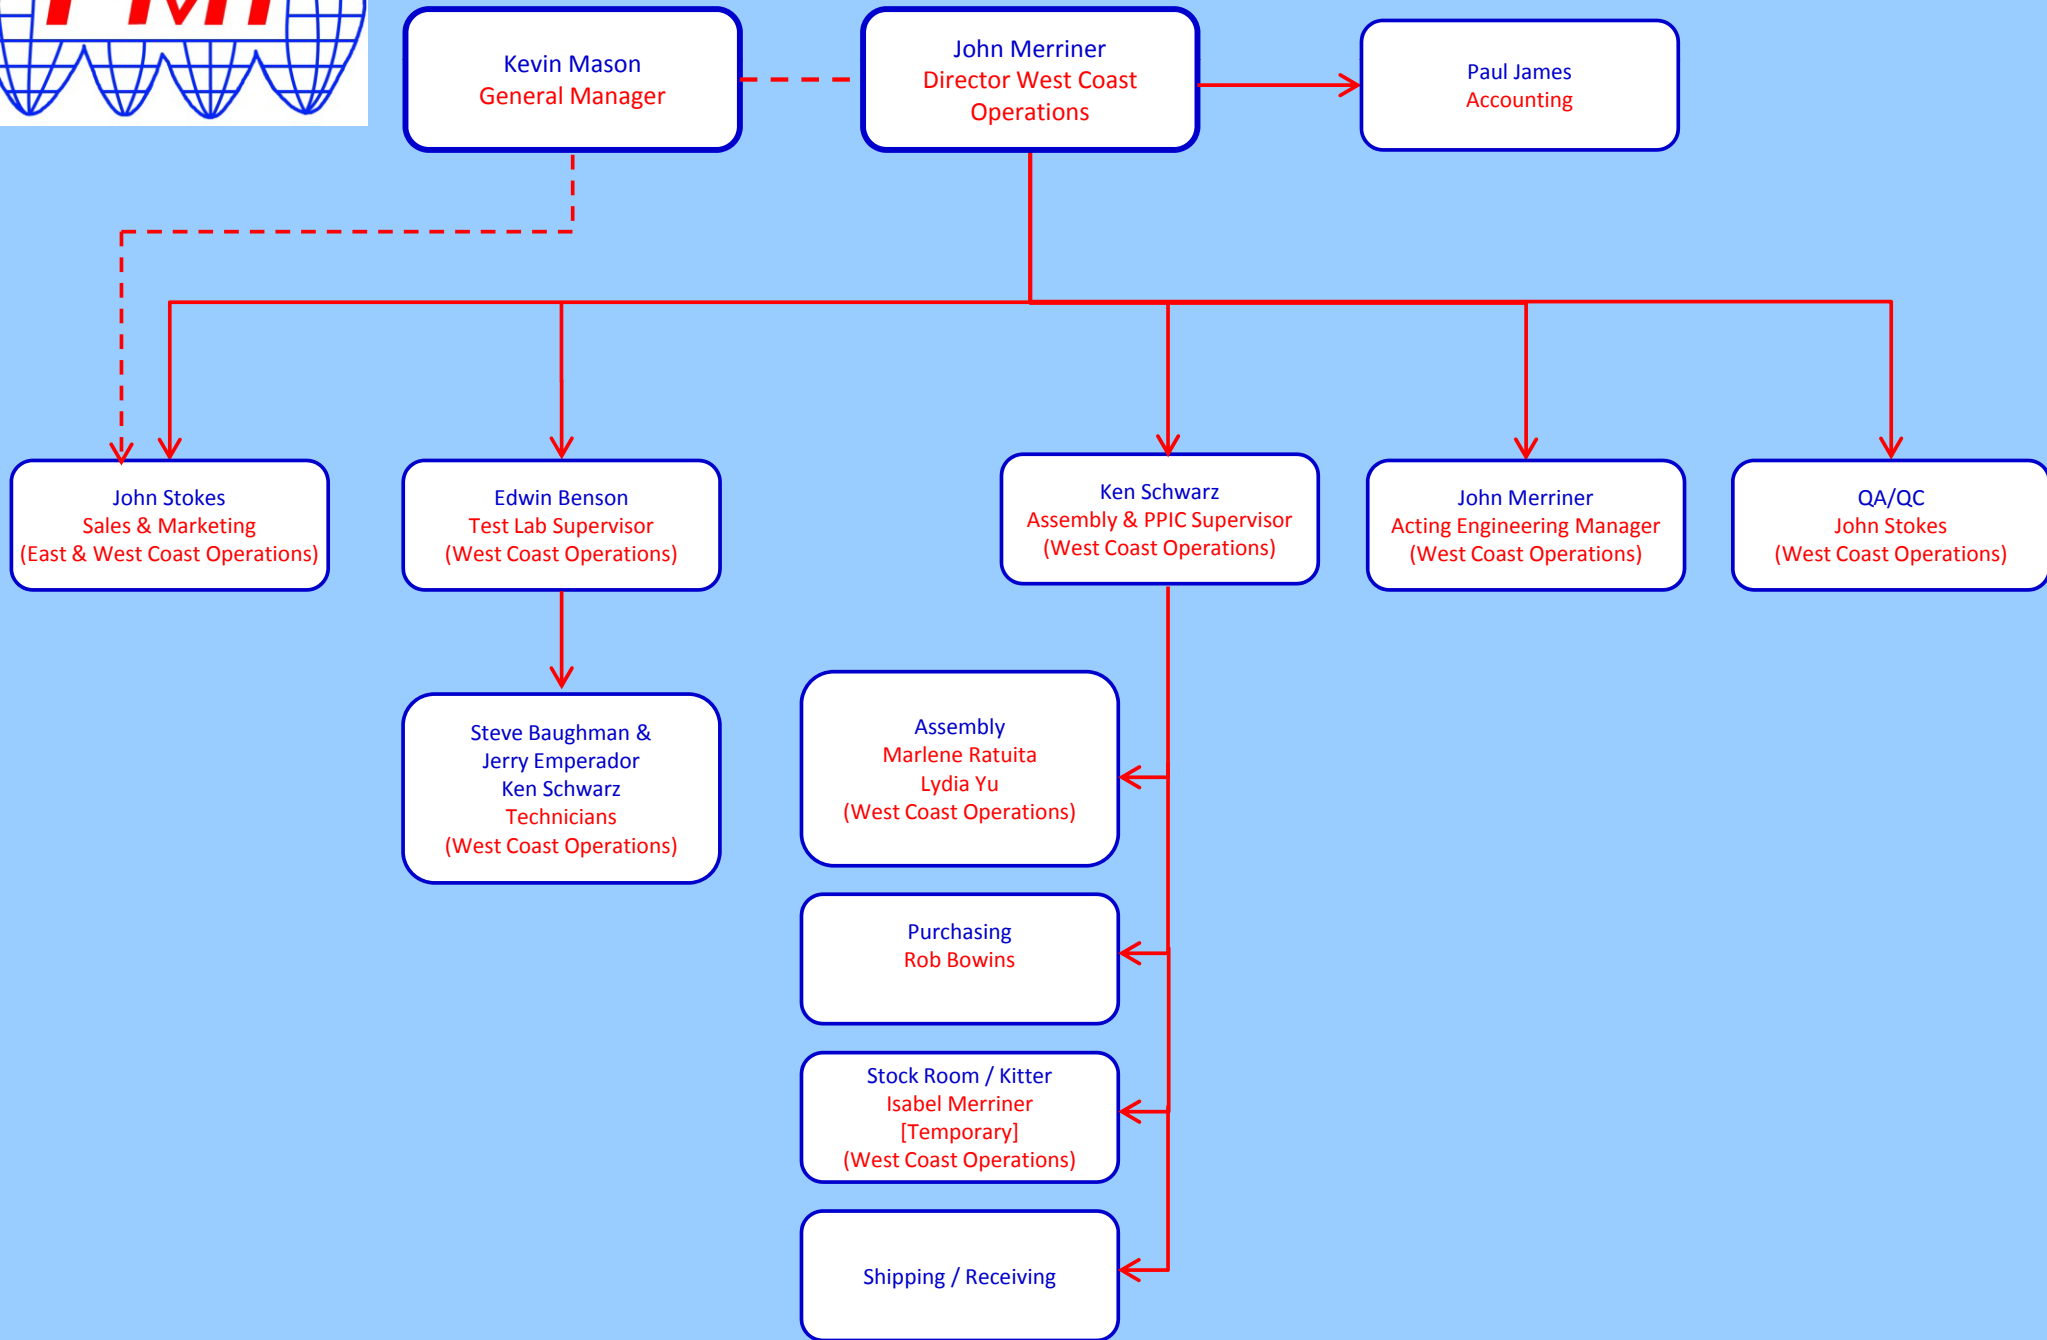 PMI
Kevin Mason
General Manager
John Merriner
Director West Coast
Operations
Paul James
Accounting
John Stokes
Sales & Marketing
(East & West Coast Operations)
Edwin Benson
Test Lab Supervisor
(West Coast Operations)
Ken Schwarz
Assembly & PPIC Supervisor
(West Coast Operations)
John Merriner
Acting Engineering Manager
(West Coast Operations)
QA/QC
John Stokes
(West Coast Operations)
Steve Baughman &
Jerry Emperador
Ken Schwarz
Technicians
(West Coast Operations)
Assembly
Marlene Ratuita
Lydia Yu
(West Coast Operations)
Purchasing
Rob Bowins
Stock Room / Kitter
Isabel Merriner
[Temporary]
(West Coast Operations)
Shipping / Receiving